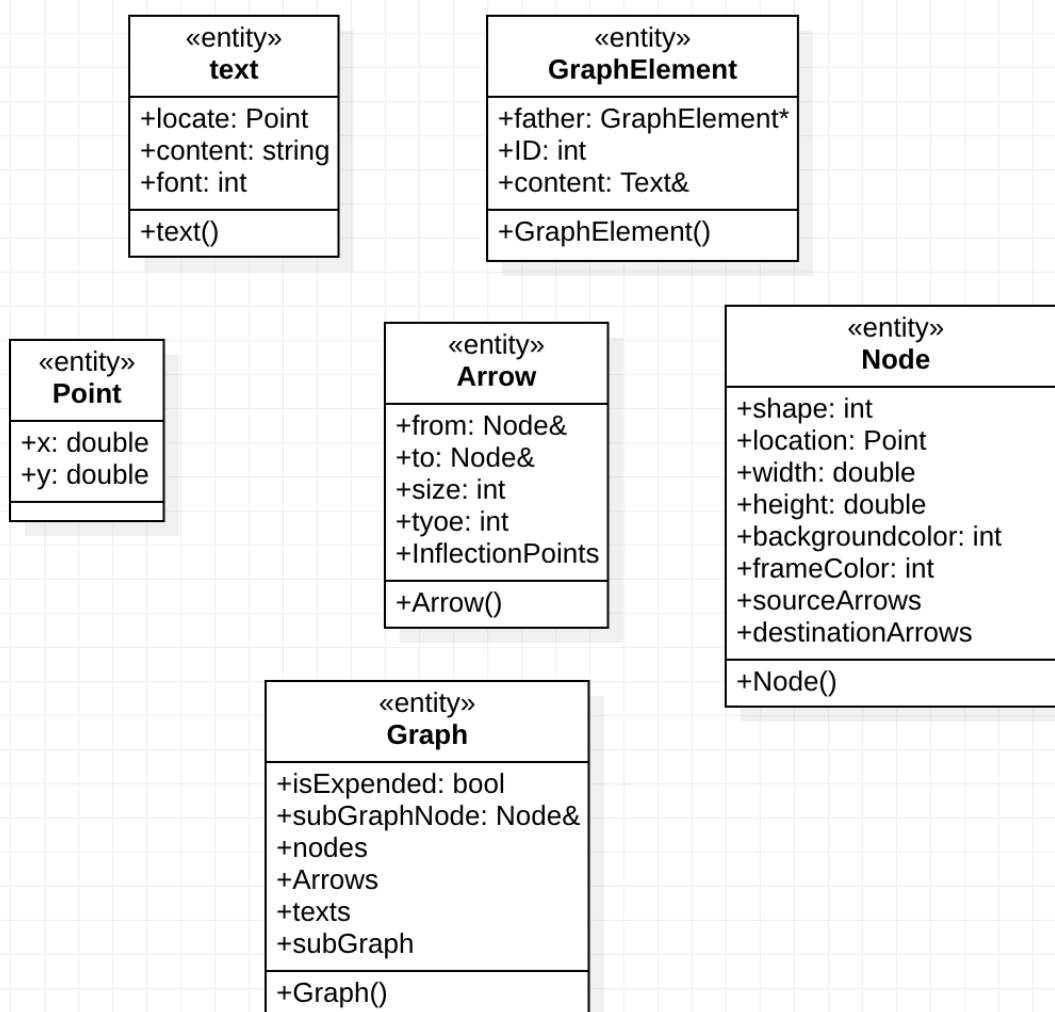 «entity»
text
+locate: Point
+content: string
+font: int
+text()
«entity»
GraphElement
+father: GraphElement*
+ID: int
+content: Text&
+GraphElement()
«entity»
Point
+x: double
+y: double
«entity»
Arrow
+from: Node&
+to: Node&
+size: int
+tyoe: int
+InflectionPoints
+Arrow()
«entity»
Node
+shape: int
+location: Point
+width: double
+height: double
+backgroundcolor: int
+frameColor: int
+sourceArrows
+destinationArrows
+Node()
«entity»
Graph
+isExpended: bool
+subGraphNode: Node&
+nodes
+Arrows
+texts
+subGraph
+Graph()